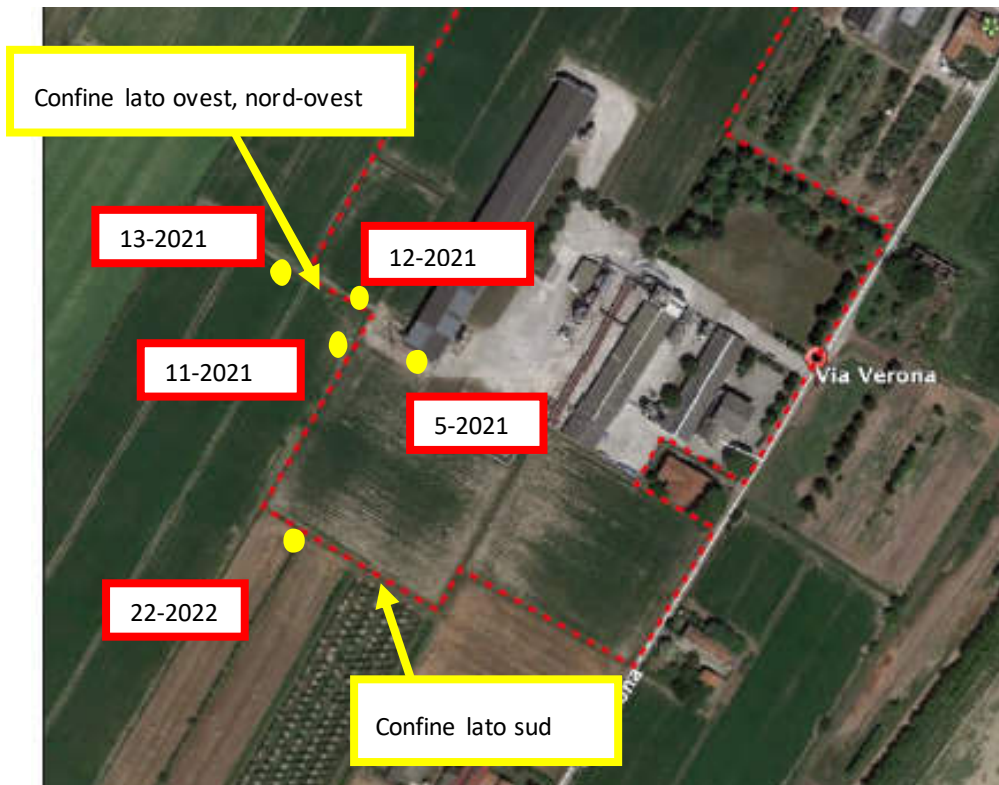 Confine lato ovest, nord-ovest
13-2021
12-2021
11-2021
Via Verona
5-2021
22-2022
Confine lato sud